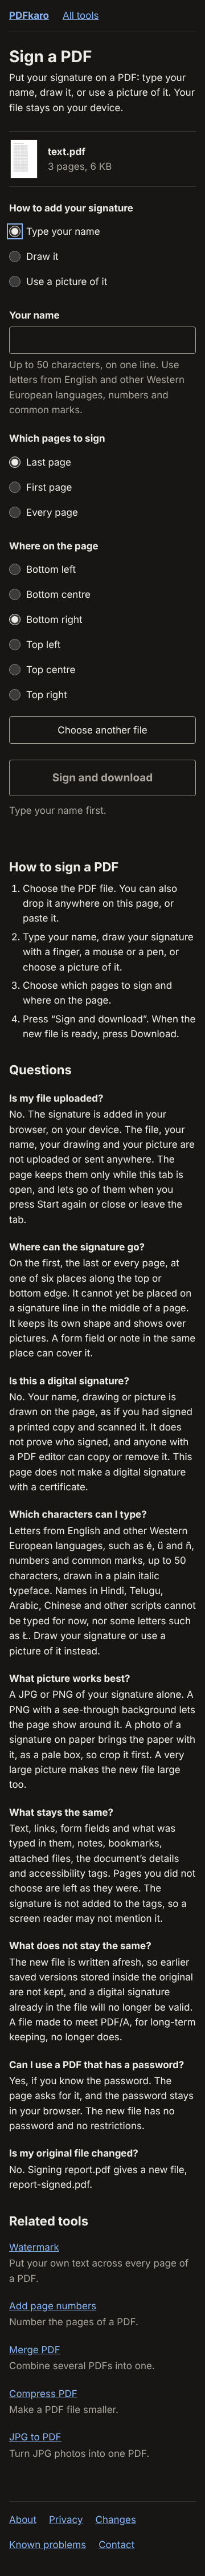 PDFkaro All tools
Sign a PDF
Put your signature on a PDF: type your
name, draw it, or use a picture of it. Your
file stays on your device.
text.pdf
3 pages, 6 KB
How to add your signature
Type your name
Draw it
Use a picture of it
Your name
Up to 50 characters, on one line. Use
letters from English and other Western
European languages, numbers and
common marks.
Which pages to sign
Last page
First page
Every page
Where on the page
Bottom left
Bottom centre
Bottom right
Top left
Top centre
Top right
Choose another file
Sign and download
Type your name first.
How to sign a PDF
1. Choose the PDF file. You can also
drop it anywhere on this page, or
paste it.
2. Type your name, draw your signature
with a finger, a mouse or a pen, or
choose a picture of it.
3. Choose which pages to sign and
where on the page.
4. Press “Sign and download”. When the
new file is ready, press Download.
Questions
Is my file uploaded?
No. The signature is added in your
browser, on your device. The file, your
name, your drawing and your picture are
not uploaded or sent anywhere. The
page keeps them only while this tab is
open, and lets go of them when you
press Start again or close or leave the
tab.
Where can the signature go?
On the first, the last or every page, at
one of six places along the top or
bottom edge. It cannot yet be placed on
a signature line in the middle of a page.
It keeps its own shape and shows over
pictures. A form field or note in the same
place can cover it.
Is this a digital signature?
No. Your name, drawing or picture is
drawn on the page, as if you had signed
a printed copy and scanned it. It does
not prove who signed, and anyone with
a PDF editor can copy or remove it. This
page does not make a digital signature
with a certificate.
Which characters can I type?
Letters from English and other Western
European languages, such as é, ü and ñ,
numbers and common marks, up to 50
characters, drawn in a plain italic
typeface. Names in Hindi, Telugu,
Arabic, Chinese and other scripts cannot
be typed for now, nor some letters such
as Ł. Draw your signature or use a
picture of it instead.
What picture works best?
A JPG or PNG of your signature alone. A
PNG with a see-through background lets
the page show around it. A photo of a
signature on paper brings the paper with
it, as a pale box, so crop it first. A very
large picture makes the new file large
too.
What stays the same?
Text, links, form fields and what was
typed in them, notes, bookmarks,
attached files, the document’s details
and accessibility tags. Pages you did not
choose are left as they were. The
signature is not added to the tags, so a
screen reader may not mention it.
What does not stay the same?
The new file is written afresh, so earlier
saved versions stored inside the original
are not kept, and a digital signature
already in the file will no longer be valid.
A file made to meet PDF/A, for long-term
keeping, no longer does.
Can I use a PDF that has a password?
Yes, if you know the password. The
page asks for it, and the password stays
in your browser. The new file has no
password and no restrictions.
Is my original file changed?
No. Signing report.pdf gives a new file,
report-signed.pdf.
Related tools
Watermark
Put your own text across every page of
a PDF.
Add page numbers
Number the pages of a PDF.
Merge PDF
Combine several PDFs into one.
Compress PDF
Make a PDF file smaller.
JPG to PDF
Turn JPG photos into one PDF.
About Privacy Changes
Known problems Contact